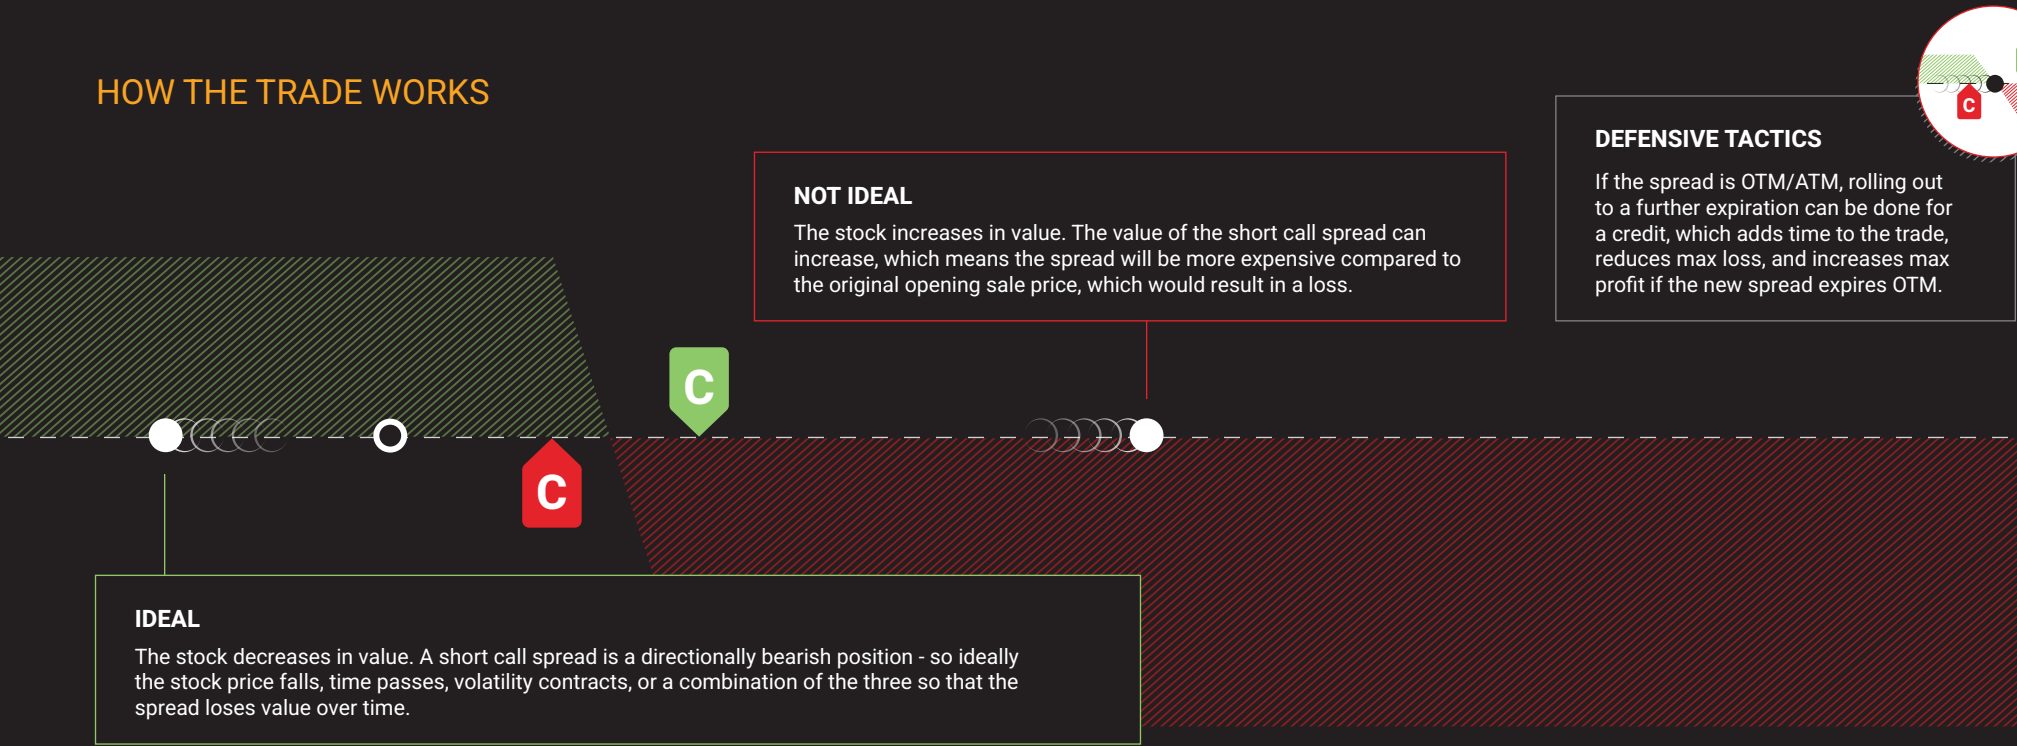 HOW THE TRADE WORKS
C
DEFENSIVE TACTICS
If the spread is OTM/ATM, rolling out
to a further expiration can be done for
a credit, which adds time to the trade,
reduces max loss, and increases max
profit if the new spread expires OTM.
NOT IDEAL
The stock increases in value. The value of the short call spread can
increase, which means the spread will be more expensive compared to
the original opening sale price, which would result in a loss.
C
C
IDEAL
The stock decreases in value. A short call spread is a directionally bearish position - so ideally
the stock price falls, time passes, volatility contracts, or a combination of the three so that the
spread loses value over time.